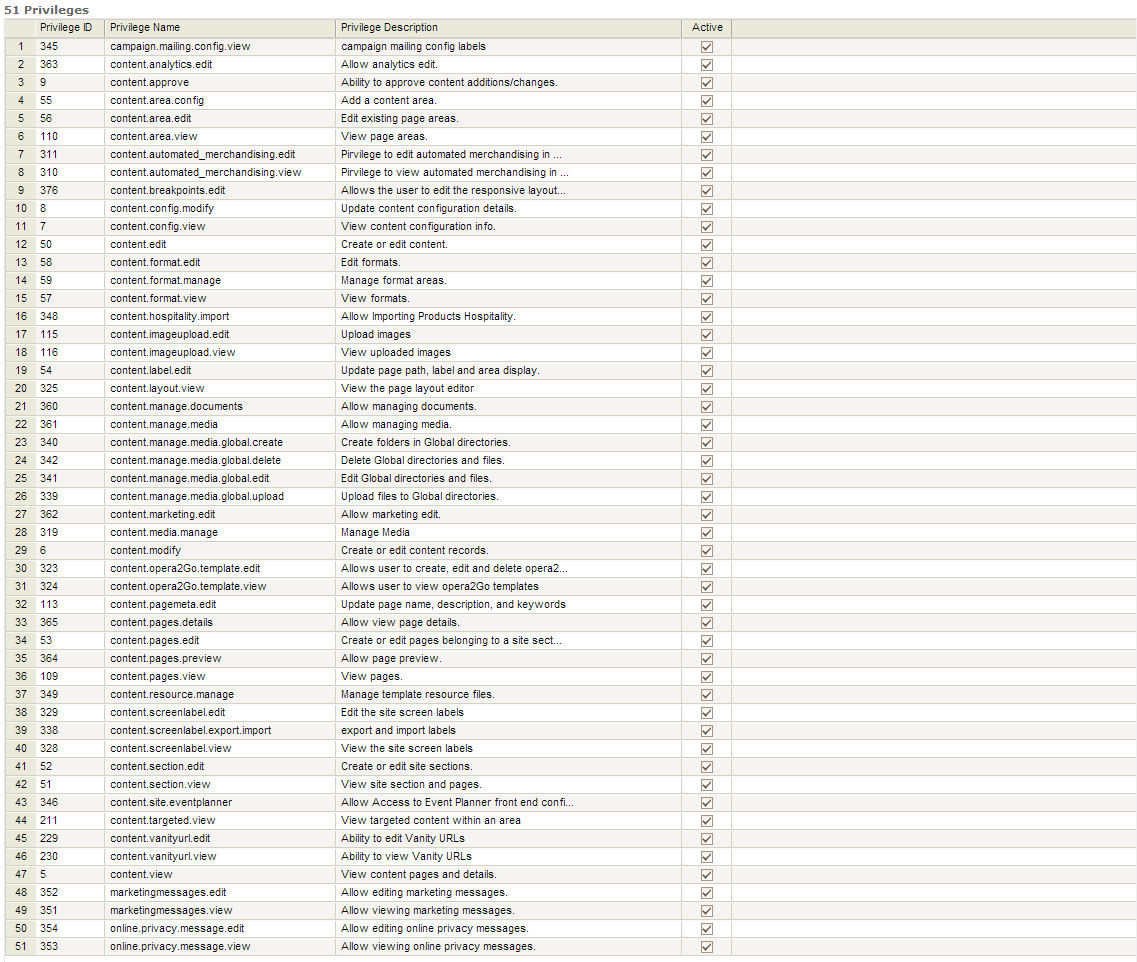 51 Privileges
Privilege ID Privilege Name Privilege Description Active
1 345 campaign.mailing.config.view campaign mailing config labels
2 363 content.analytics.edit Allow analytics edit.
3 9 content.approve Ability to approve content additions/changes.
4 55 content.area.config Add a content area.
5 56 content.area.edit Edit existing page areas.
6 110 content.area.view View page areas.
7 311 content.automated_merchandising.edit Pirvilege to edit automated merchandising in ...
8 310 content.automated_merchandising.view Pirvilege to view automated merchandising in ...
9 376 content.breakpoints.edit Allows the user to edit the responsive layout...
10 8 content.config.modify Update content configuration details.
11 7 content.config.view View content configuration info.
12 50 content.edit Create or edit content.
13 58 content.format.edit Edit formats.
14 59 content.format.manage Manage format areas.
15 57 content.format.view View formats.
16 348 content.hospitality.import Allow Importing Products Hospitality.
17 115 content.imageupload.edit Upload images
18 116 content.imageupload.view View uploaded images
19 54 content.label.edit Update page path, label and area display.
20 325 content.layout.view View the page layout editor
21 360 content.manage.documents Allow managing documents.
22 361 content.manage.media Allow managing media.
23 340 content.manage.media.global.create Create folders in Global directories.
24 342 content.manage.media.global.delete Delete Global directories and files.
25 341 content.manage.media.global.edit Edit Global directories and files.
26 339 content.manage.media.global.upload Upload files to Global directories.
27 362 content.marketing.edit Allow marketing edit.
28 319 content.media.manage Manage Media
29 6 content.modify Create or edit content records.
30 323 content.opera2Go.template.edit Allows user to create, edit and delete opera2...
31 324 content.opera2Go.template.view Allows user to view opera2Go templates
32 113 content.pagemeta.edit Update page name, description, and keywords
33 365 content.pages.details Allow view page details.
34 53 content.pages.edit Create or edit pages belonging to a site sect...
35 364 content.pages.preview Allow page preview.
36 109 content.pages.view View pages.
37 349 content.resource.manage Manage template resource files.
38 329 content.screenlabel.edit Edit the site screen labels
39 338 content.screenlabel.export.import export and import labels
40 328 content.screenlabel.view View the site screen labels
41 52 content.section.edit Create or edit site sections.
42 51 content.section.view View site section and pages.
43 346 content.site.eventplanner Allow Access to Event Planner front end confi...
44 211 content.targeted.view View targeted content within an area
45 229 content.vanityurl.edit Ability to edit Vanity URLs
46 230 content.vanityurl.view Ability to view Vanity URLs
47 5 content.view View content pages and details.
48 352 marketingmessages.edit Allow editing marketing messages.
49 351 marketingmessages.view Allow viewing marketing messages.
50 354 online.privacy.message.edit Allow editing online privacy messages.
51 353 online.privacy.message.view Allow viewing online privacy messages.